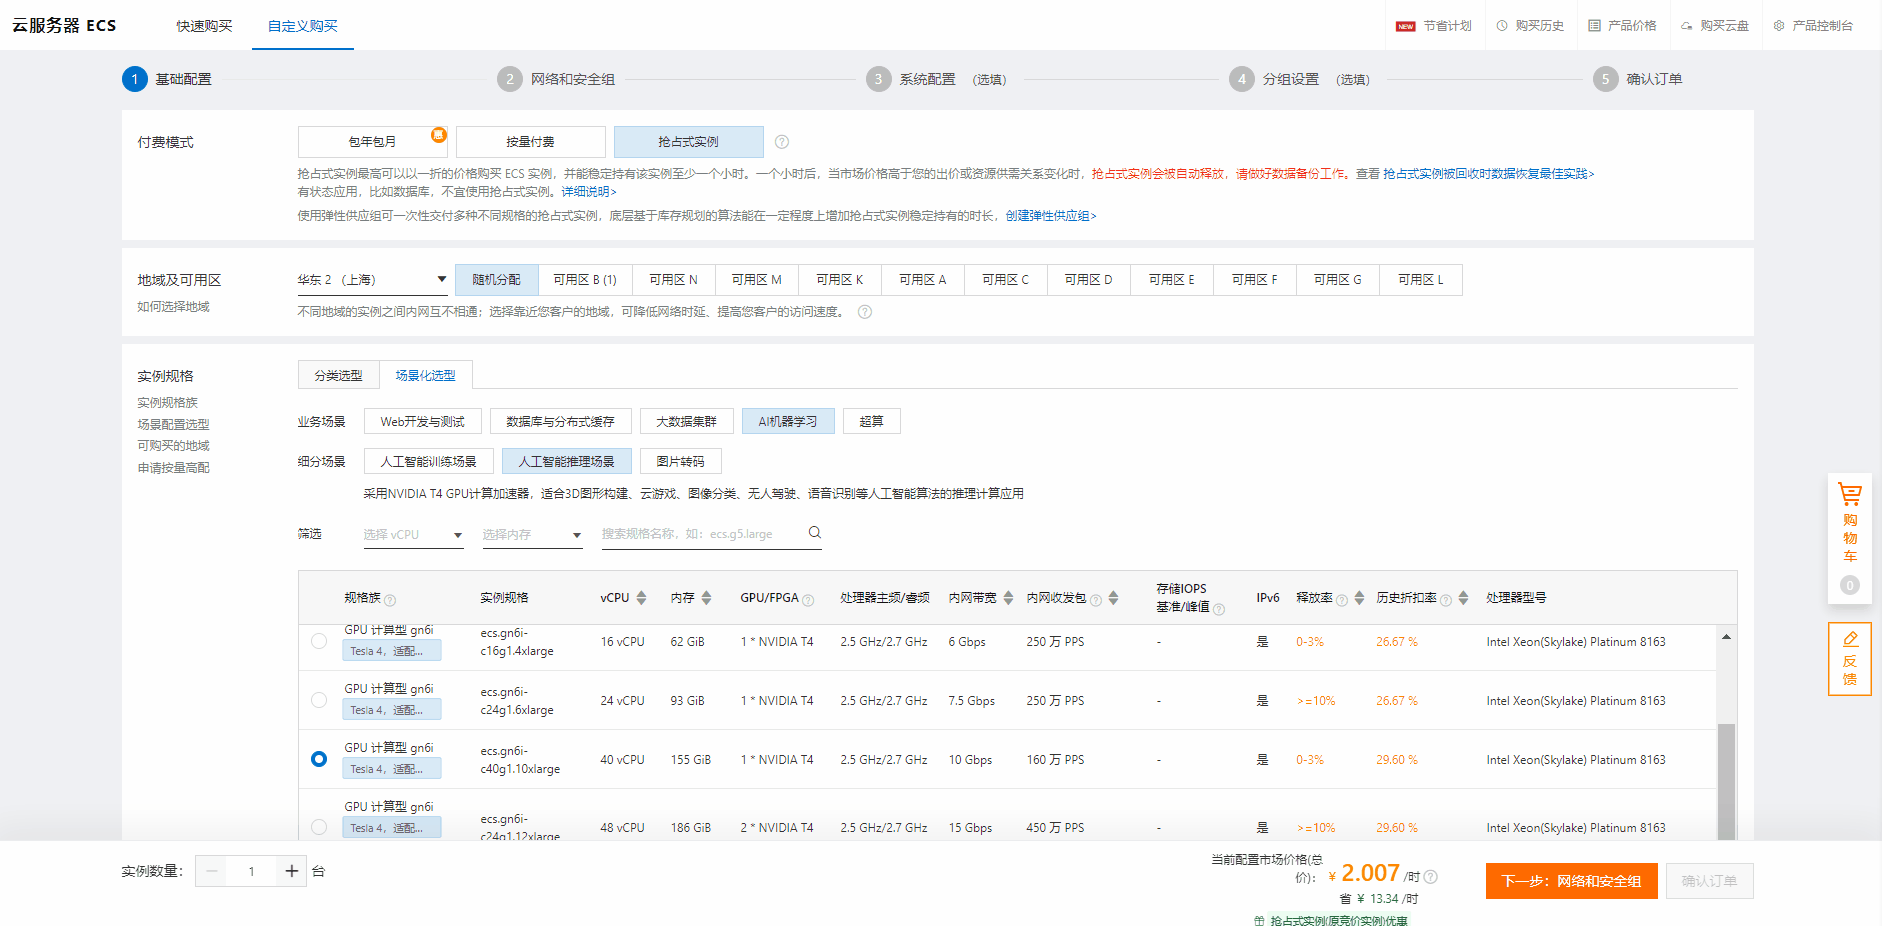 云服务器 ECS
快速购买
自定义购买
NEW 节省计划
购买历史
产品价格
购买云盘
产品控制台
1 基础配置
2 网络和安全组
3 系统配置 (选填)
4 分组设置 (选填)
5 确认订单
付费模式
包年包月
惠
按量付费
抢占式实例
?
抢占式实例最高可以以一折的价格购买 ECS 实例，并能稳定持有该实例至少一个小时。一个小时后，当市场价格高于您的出价或资源供需关系变化时，抢占式实例会被自动释放，请做好数据备份工作。查看 抢占式实例被回收时数据恢复最佳实践>
有状态应用，比如数据库，不宜使用抢占式实例。详细说明>
使用弹性供应组可一次性交付多种不同规格的抢占式实例，底层基于库存规划的算法能在一定程度上增加抢占式实例稳定持有的时长，创建弹性供应组>
地域及可用区
如何选择地域
华东 2 （上海）
随机分配
可用区 B (1)
可用区 N
可用区 M
可用区 K
可用区 A
可用区 C
可用区 D
可用区 E
可用区 F
可用区 G
可用区 L
不同地域的实例之间内网互不相通；选择靠近您客户的地域，可降低网络时延、提高您客户的访问速度。 ?
实例规格
实例规格族
场景配置选型
可购买的地域
申请按量高配
分类选型
场景化选型
业务场景
Web开发与测试
数据库与分布式缓存
大数据集群
AI机器学习
超算
细分场景
人工智能训练场景
人工智能推理场景
图片转码
采用NVIDIA T4 GPU计算加速器，适合3D图形构建、云游戏、图像分类、无人驾驶、语音识别等人工智能算法的推理计算应用
筛选
选择 vCPU
选择内存
搜索规格名称，如：ecs.g5.large
规格族 ?
实例规格
vCPU
内存
GPU/FPGA ?
处理器主频/睿频
内网带宽
内网收发包 ?
存储IOPS
基准/峰值 ?
IPv6
释放率 ?
历史折扣率 ?
处理器型号
GPU 计算型 gn6i
Tesla 4，适配...
ecs.gn6i-
c16g1.4xlarge
16 vCPU
62 GiB
1 * NVIDIA T4
2.5 GHz/2.7 GHz
6 Gbps
250 万 PPS
-
是
0-3%
26.67 %
Intel Xeon(Skylake) Platinum 8163
GPU 计算型 gn6i
Tesla 4，适配...
ecs.gn6i-
c24g1.6xlarge
24 vCPU
93 GiB
1 * NVIDIA T4
2.5 GHz/2.7 GHz
7.5 Gbps
250 万 PPS
-
是
>=10%
26.67 %
Intel Xeon(Skylake) Platinum 8163
GPU 计算型 gn6i
Tesla 4，适配...
ecs.gn6i-
c40g1.10xlarge
40 vCPU
155 GiB
1 * NVIDIA T4
2.5 GHz/2.7 GHz
10 Gbps
160 万 PPS
-
是
0-3%
29.60 %
Intel Xeon(Skylake) Platinum 8163
GPU 计算型 gn6i
Tesla 4，适配...
ecs.gn6i-
c24g1.12xlarge
48 vCPU
186 GiB
2 * NVIDIA T4
2.5 GHz/2.7 GHz
15 Gbps
450 万 PPS
-
是
>=10%
29.60 %
Intel Xeon(Skylake) Platinum 8163
购物车
0
反馈
实例数量：
1
台
当前配置市场价格(总
价)： ¥ 2.007 /时 ?
省 ¥ 13.34 /时
抢占式实例(原竞价实例)优惠
下一步：网络和安全组
确认订单